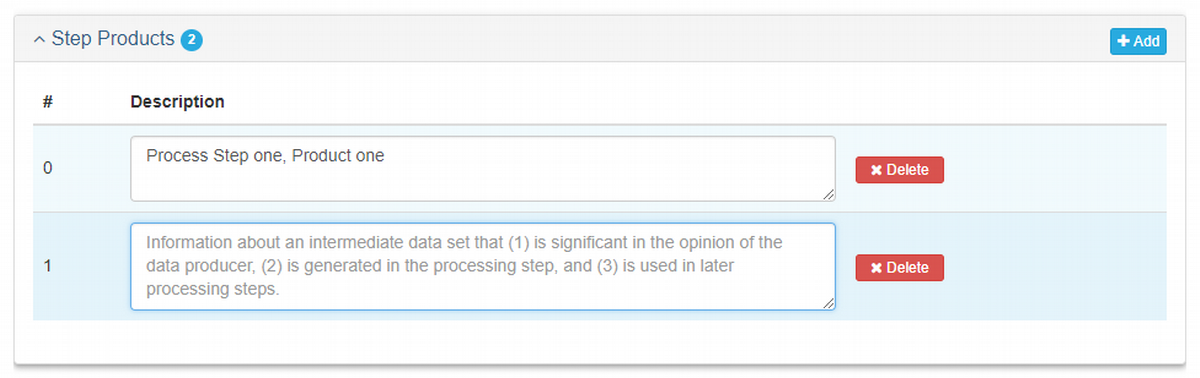 Step Products 2
+ Add
# Description
0 Process Step one, Product one
Delete
Information about an intermediate data set that (1) is significant in the opinion of the
data producer, (2) is generated in the processing step, and (3) is used in later
processing steps.
1
Delete